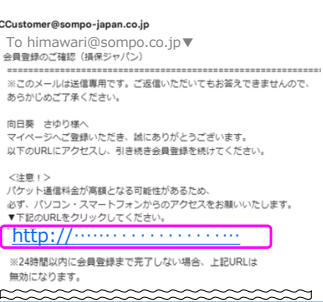 CCustomer@sompo-japan.co.jp
To himawari@sompo.co.jp▼
会員登録のご確認（損保ジャパン）
==================================================
※このメールは送信専用です。ご返信いただいてもお答えできませんので、
あらかじめご了承ください。
向日葵　さゆり様へ
マイページへご登録いただき、誠にありがとうございます。
以下のURLにアクセスし、引き続き会員登録を続けてください。
＜注意！＞
パケット通信料金が高額となる可能性があるため、
必ず、パソコン・スマートフォンからのアクセスをお願いいたします。
▼下記のURLをクリックしてください。
http://‥‥‥・・・・・・・・・・・・・・・・
※24時間以内に会員登録まで完了しない場合、上記URLは
無効になります。